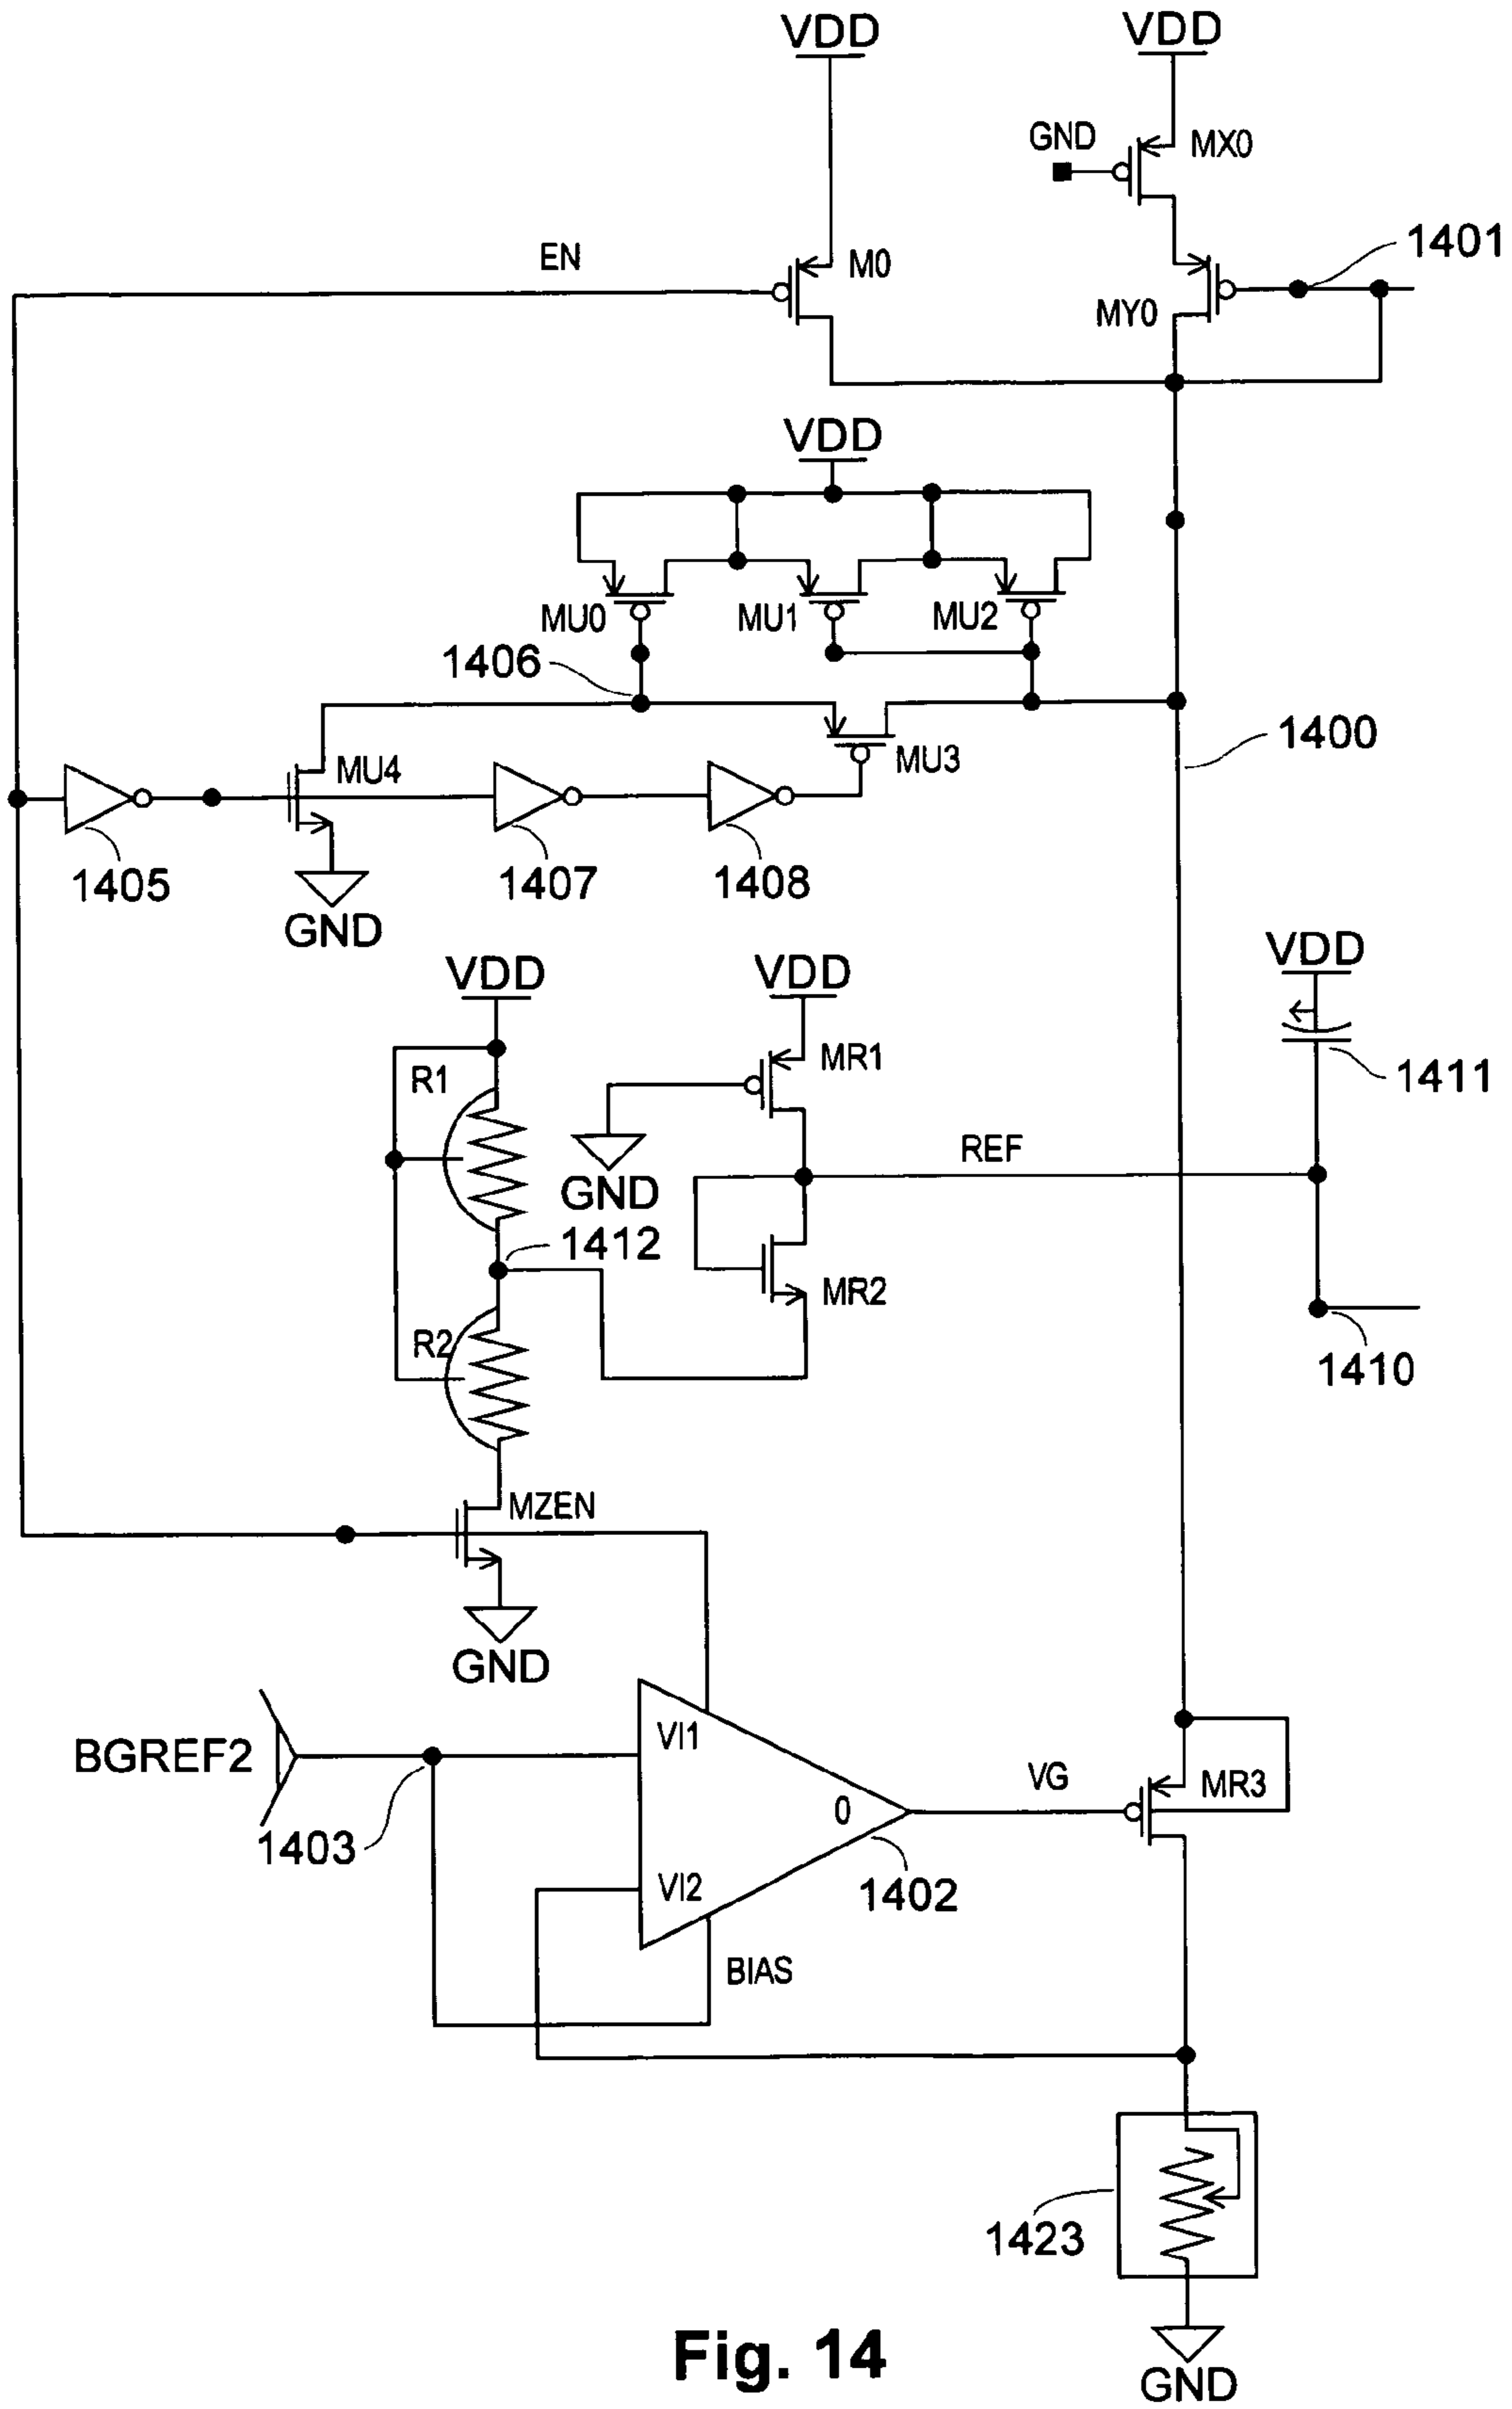 VDD
VDD
GND
MX0
1401
EN
M0
MY0
VDD
MU0
MU1
MU2
1406
1400
MU4
MU3
1405
1407
1408
GND
VDD
VDD
VDD
R1
MR1
1411
GND
REF
1412
MR2
R2
1410
MZEN
GND
BGREF2
VI1
VG
MR3
0
1403
VI2
1402
BIAS
1423
GND
Fig. 14